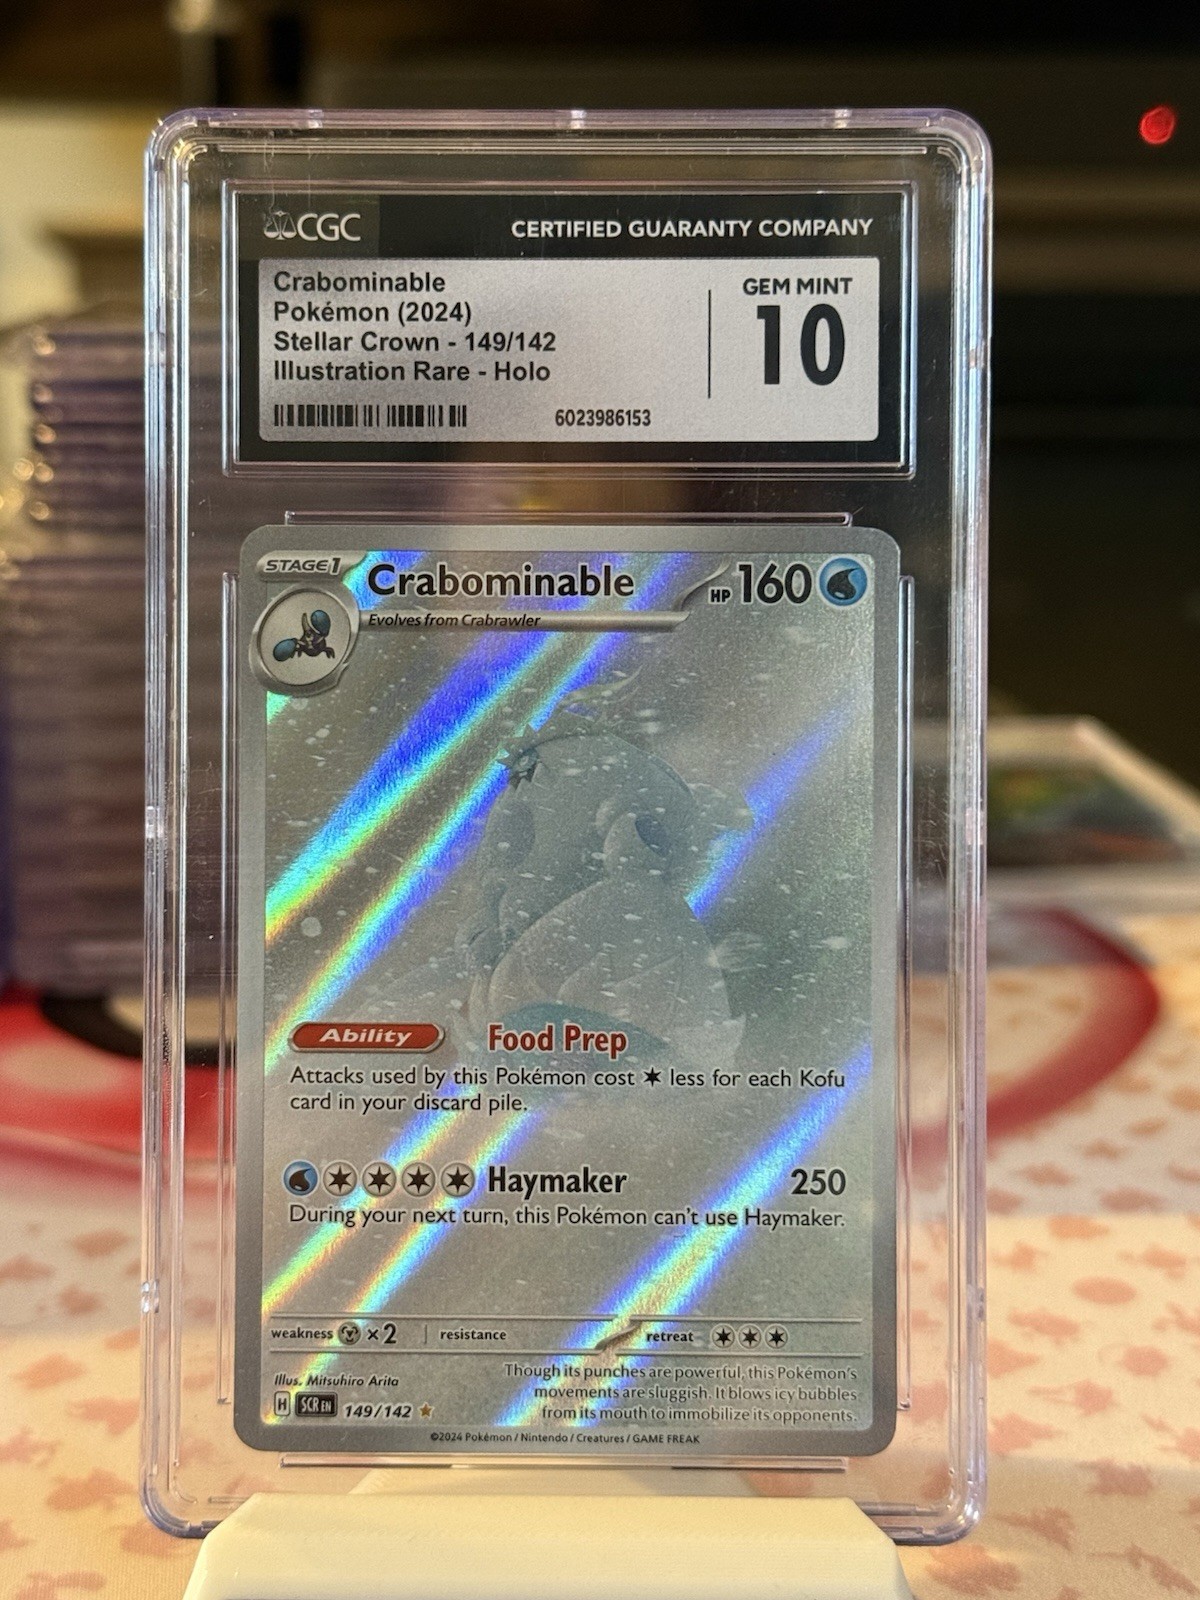 CGC
CERTIFIED GUARANTY COMPANY
Crabominable
Pokémon (2024)
Stellar Crown - 149/142
Illustration Rare - Holo
GEM MINT
10
6023986153
STAGE 1
Crabominable
HP 160
Evolves from Crabrawler
Ability Food Prep
Attacks used by this Pokémon cost less for each Kofu
card in your discard pile.
Haymaker 250
During your next turn, this Pokémon can't use Haymaker.
weakness ×2 resistance retreat
Illus. Mitsuhiro Arita
H SCR EN 149/142
Though its punches are powerful, this Pokémon's
movements are sluggish. It blows icy bubbles
from its mouth to immobilize its opponents.
©2024 Pokémon / Nintendo / Creatures / GAME FREAK